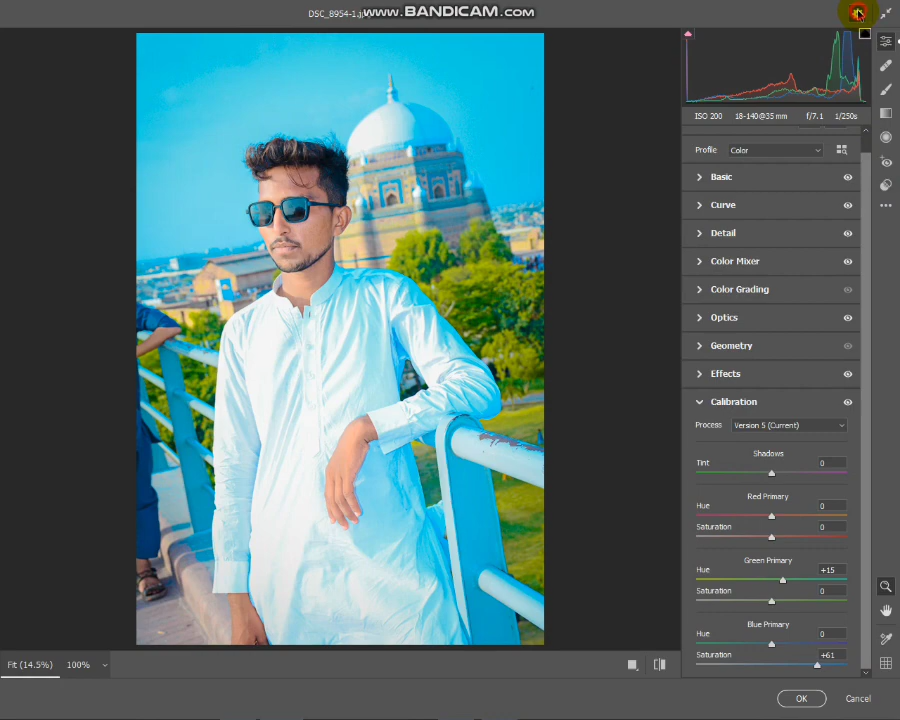 DSC_8954-1.j
www.BANDICAM.com
ISO 200 18-140@35 mm f/7.1 1/250s
Profile Color
Basic
Curve
Detail
Color Mixer
Color Grading
Optics
Geometry
Effects
Calibration
Process Version 5 (Current)
Shadows
Tint 0
Red Primary
Hue 0
Saturation 0
Green Primary
Hue +15
Saturation 0
Blue Primary
Hue 0
Saturation +61
Fit (14.5%) 100%
OK Cancel